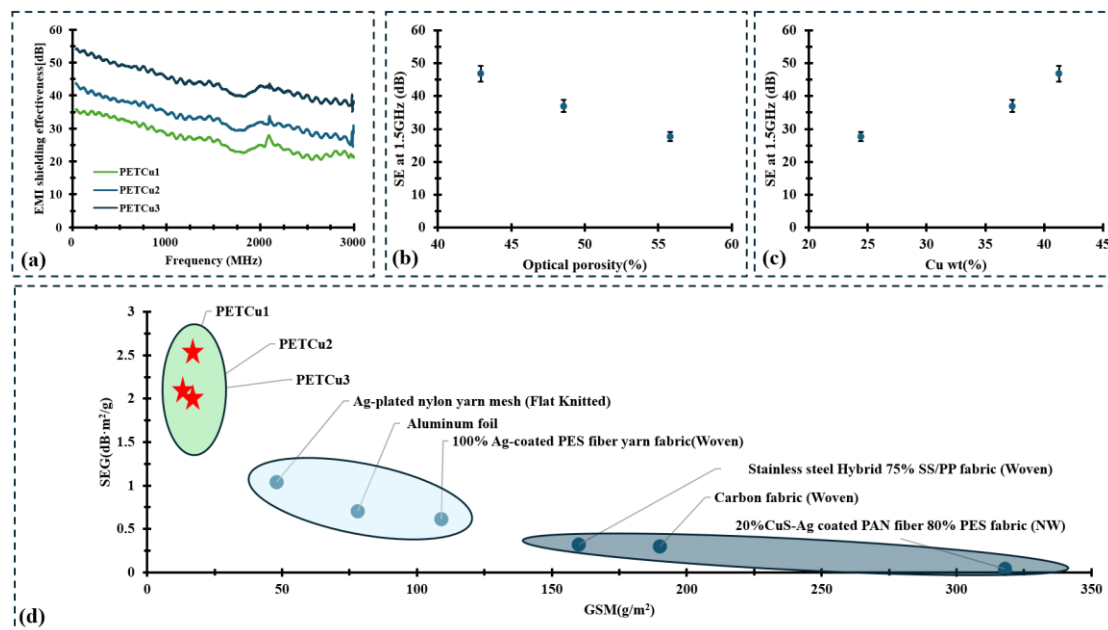 60
50
40
30
20
10
0
EMI shielding effectiveness[dB]
PETCu1
PETCu2
PETCu3
0 1000 2000 3000
Frequency (MHz)
(a)
60
50
40
30
20
10
0
SE at 1.5GHz (dB)
40 45 50 55 60
Optical porosity(%)
(b)
60
50
40
30
20
10
0
SE at 1.5GHz (dB)
20 25 30 35 40 45
Cu wt(%)
(c)
3
2.5
2
1.5
1
0.5
0
SEG(dB·m²/g)
PETCu1
PETCu2
PETCu3
Ag-plated nylon yarn mesh (Flat Knitted)
Aluminum foil
100% Ag-coated PES fiber yarn fabric(Woven)
Stainless steel Hybrid 75% SS/PP fabric (Woven)
Carbon fabric (Woven)
20%CuS-Ag coated PAN fiber 80% PES fabric (NW)
0 50 100 150 200 250 300 350
GSM(g/m²)
(d)